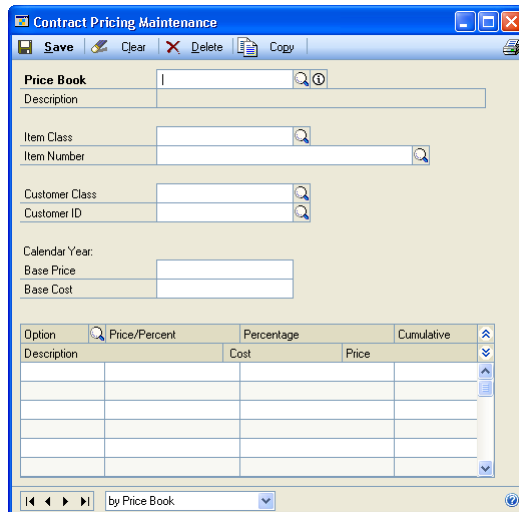 Contract Pricing Maintenance
Save Clear Delete Copy
Price Book
Description
Item Class
Item Number
Customer Class
Customer ID
Calendar Year:
Base Price
Base Cost
Option Price/Percent Percentage Cumulative
Description Cost Price
by Price Book